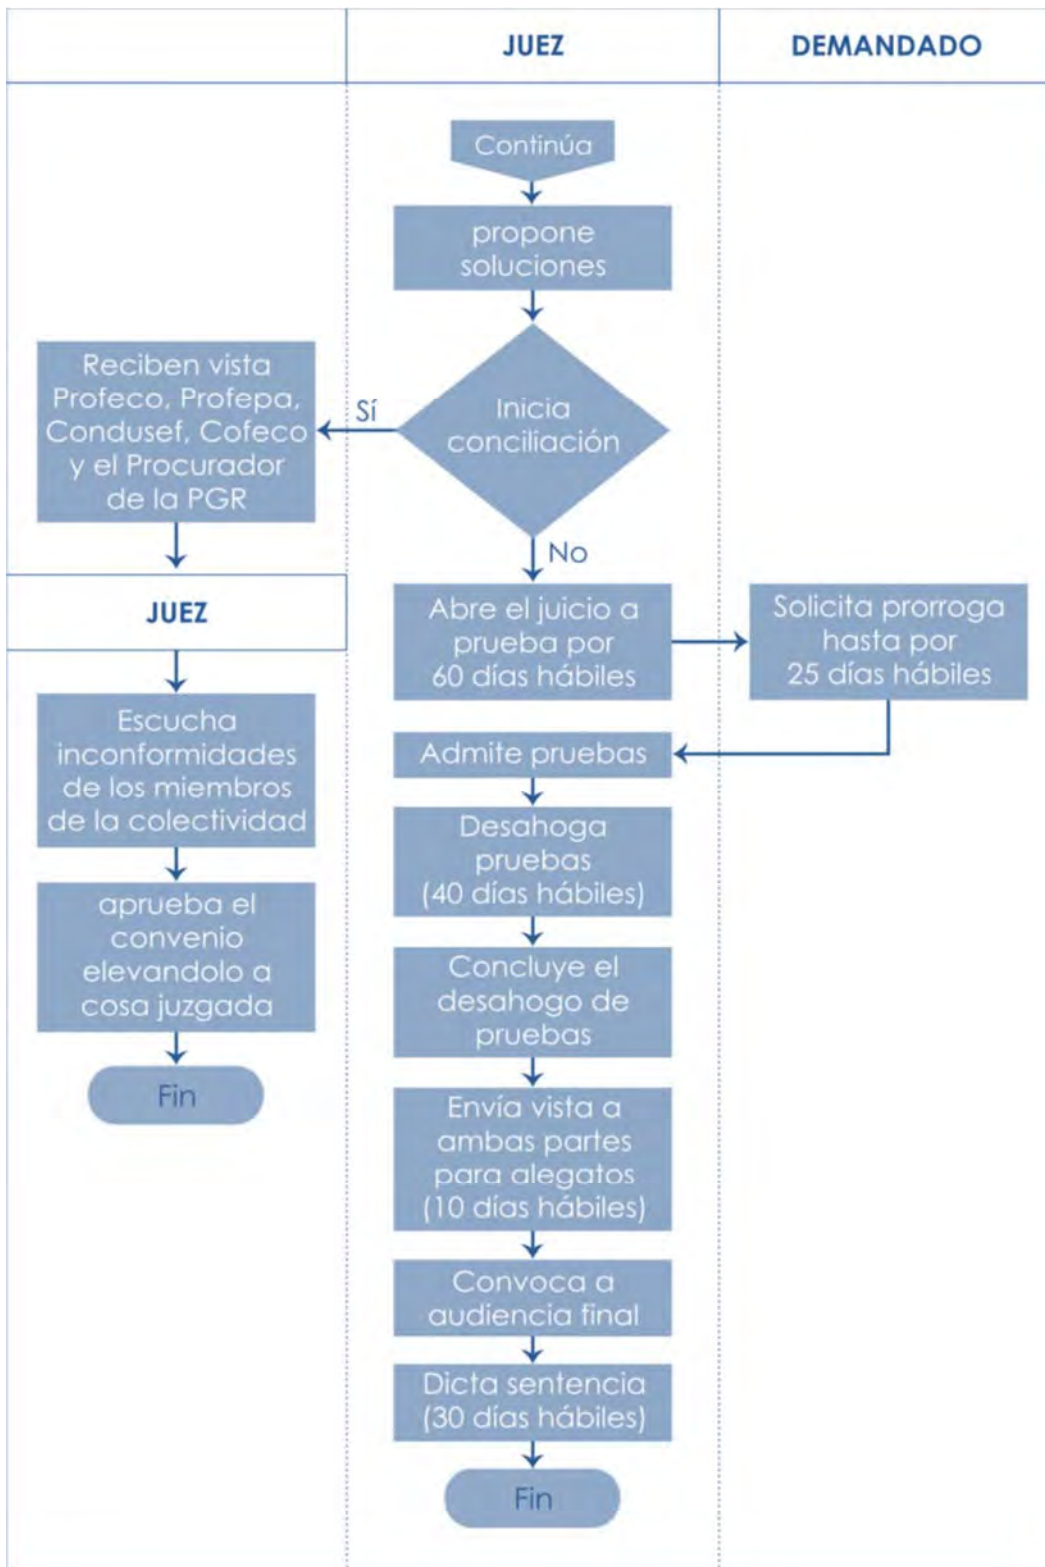 JUEZ
DEMANDADO
Continúa
propone
soluciones
Inicia
conciliación
Sí
No
Reciben vista
Profeco, Profepa,
Condusef, Cofeco
y el Procurador
de la PGR
JUEZ
Escucha
inconformidades
de los miembros
de la colectividad
aprueba el
convenio
elevandolo a
cosa juzgada
Fin
Abre el juicio a
prueba por
60 días hábiles
Solicita prorroga
hasta por
25 días hábiles
Admite pruebas
Desahoga
pruebas
(40 días hábiles)
Concluye el
desahogo de
pruebas
Envía vista a
ambas partes
para alegatos
(10 días hábiles)
Convoca a
audiencia final
Dicta sentencia
(30 días hábiles)
Fin